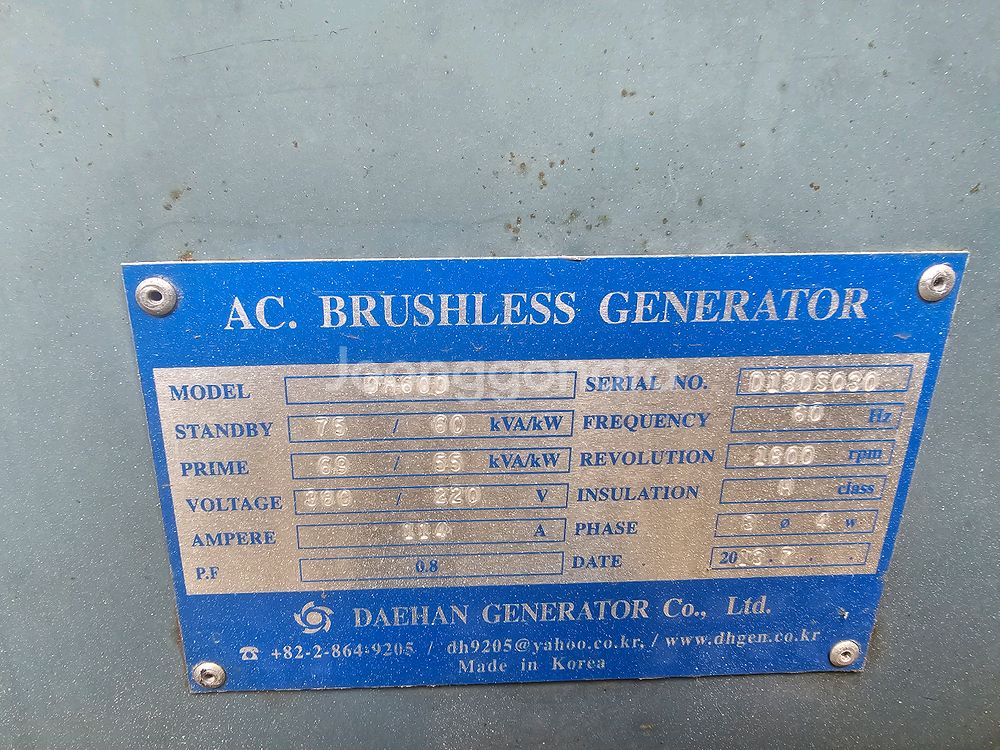 AC. BRUSHLESS GENERATOR
MODEL
SERIAL NO.
STANDBY 75 / 60 kVA/kW
FREQUENCY 60 Hz
PRIME 69 / 55 kVA/kW
REVOLUTION 1800 rpm
VOLTAGE 380 / 220 V
INSULATION H class
AMPERE 114 A
PHASE 3 ø 4 w
P.F 0.8
DATE
DAEHAN GENERATOR Co., Ltd.
☎ +82-2-864-9205 / dh9205@yahoo.co.kr, / www.dhgen.co.kr
Made in Korea